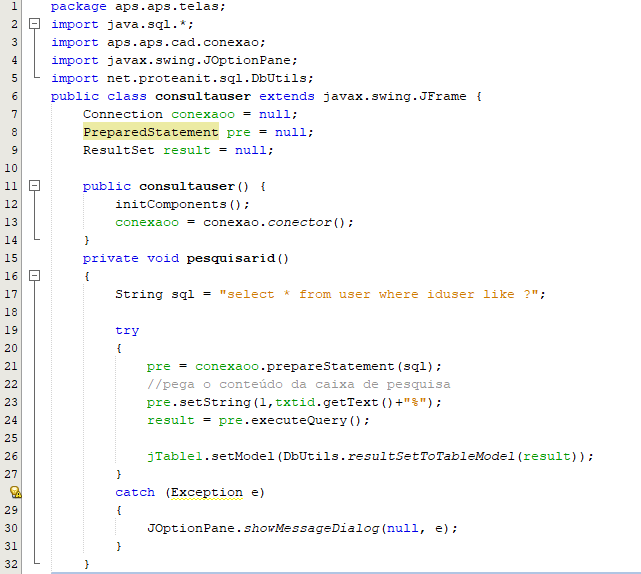 1 package aps.aps.telas;
2 import java.sql.*;
3 import aps.aps.cad.conexao;
4 import javax.swing.JOptionPane;
5 import net.proteanit.sql.DbUtils;
6 public class consultauser extends javax.swing.JFrame {
7 Connection conexaoo = null;
8 PreparedStatement pre = null;
9 ResultSet result = null;
10
11 public consultauser() {
12 initComponents();
13 conexaoo = conexao.conector();
14 }
15 private void pesquisarid()
16 {
17 String sql = "select * from user where iduser like ?";
18
19 try
20 {
21 pre = conexaoo.prepareStatement(sql);
22 //pega o conteúdo da caixa de pesquisa
23 pre.setString(1,txtid.getText()+"%");
24 result = pre.executeQuery();
25
26 jTable1.setModel(DbUtils.resultSetToTableModel(result));
27 }
catch (Exception e)
29 {
30 JOptionPane.showMessageDialog(null, e);
31 }
32 }